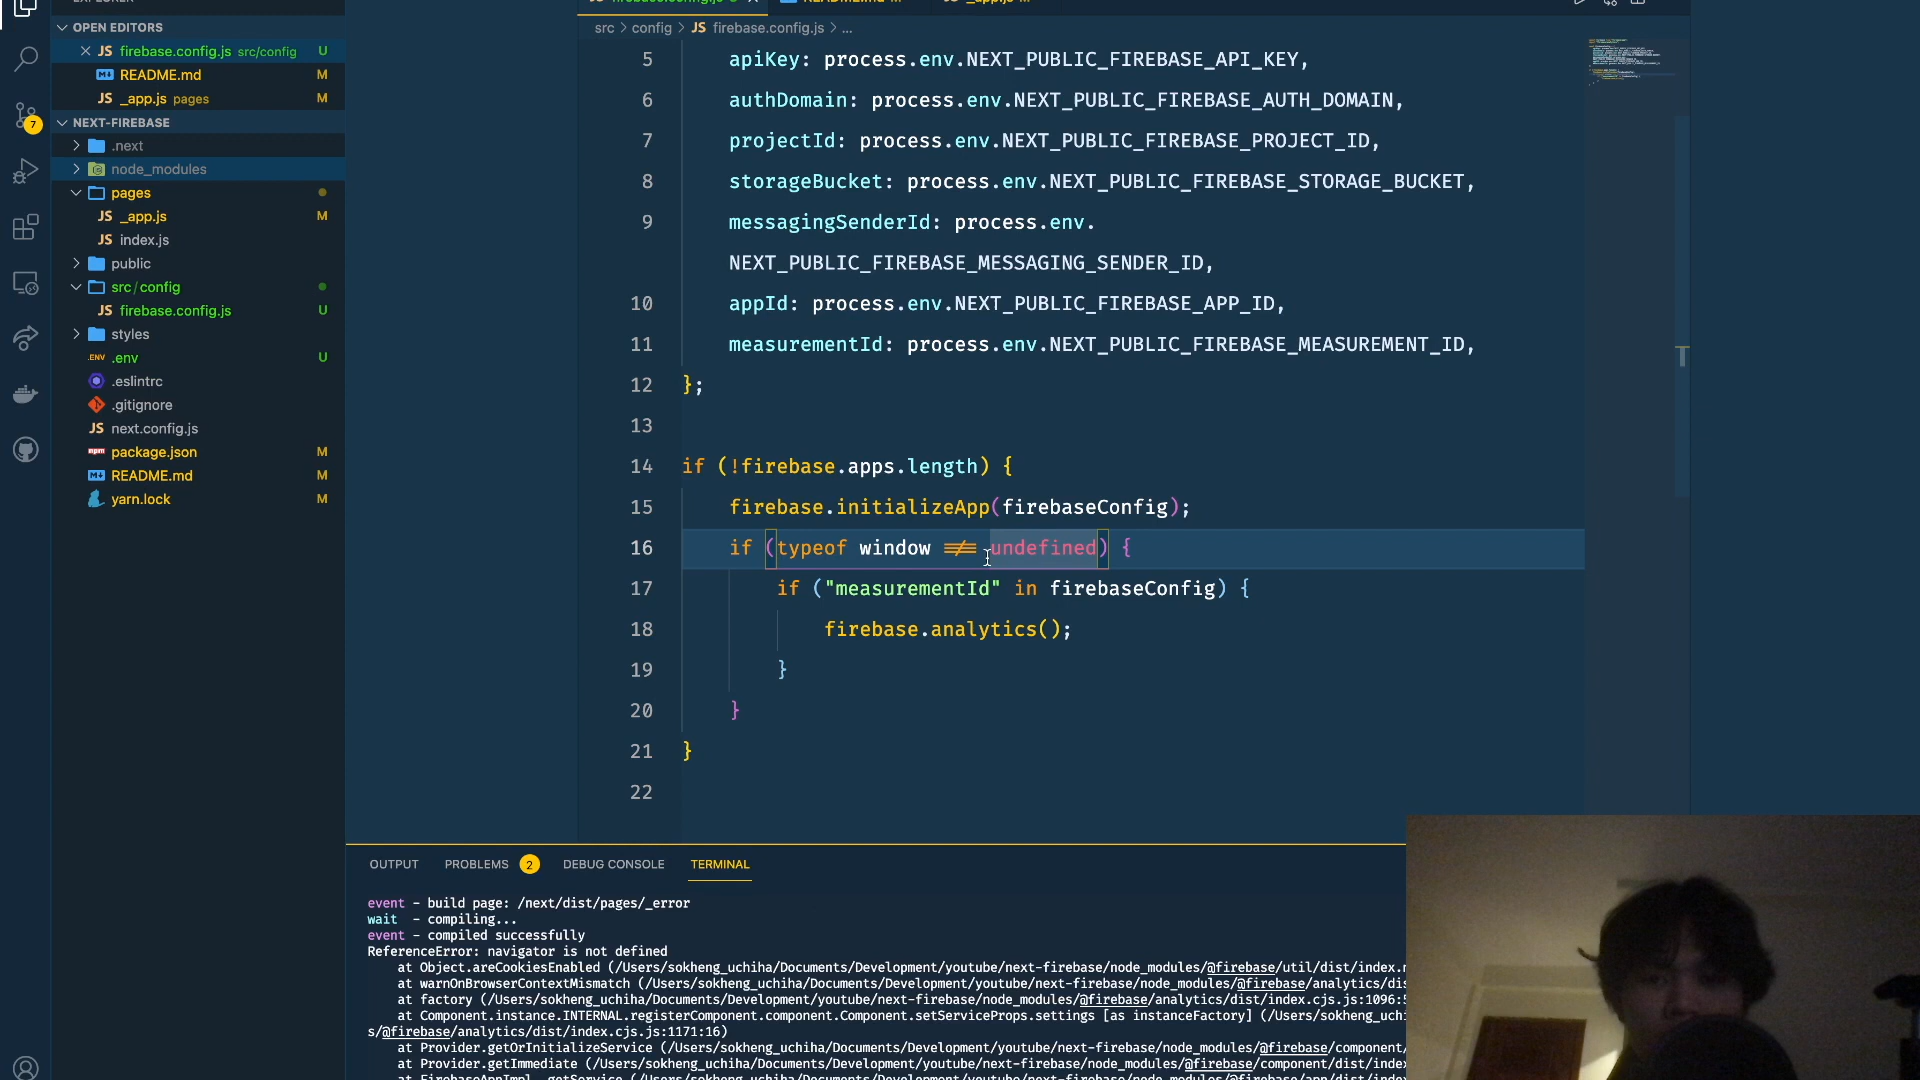 OPEN EDITORS
JS firebase.config.js src/config U
README.md M
JS _app.js pages M
7
NEXT-FIREBASE
.next
node_modules
pages
JS _app.js M
JS index.js
public
src/config
JS firebase.config.js U
styles
.ENV .env U
.eslintrc
.gitignore
JS next.config.js
npm package.json M
README.md M
yarn.lock M
src > config > JS firebase.config.js > ...
5 apiKey: process.env.NEXT_PUBLIC_FIREBASE_API_KEY,
6 authDomain: process.env.NEXT_PUBLIC_FIREBASE_AUTH_DOMAIN,
7 projectId: process.env.NEXT_PUBLIC_FIREBASE_PROJECT_ID,
8 storageBucket: process.env.NEXT_PUBLIC_FIREBASE_STORAGE_BUCKET,
9 messagingSenderId: process.env.
NEXT_PUBLIC_FIREBASE_MESSAGING_SENDER_ID,
10 appId: process.env.NEXT_PUBLIC_FIREBASE_APP_ID,
11 measurementId: process.env.NEXT_PUBLIC_FIREBASE_MEASUREMENT_ID,
12 };
13
14 if (!firebase.apps.length) {
15 firebase.initializeApp(firebaseConfig);
16 if (typeof window !== undefined) {
17 if ("measurementId" in firebaseConfig) {
18 firebase.analytics();
19 }
20 }
21 }
22
OUTPUT PROBLEMS 2 DEBUG CONSOLE TERMINAL
event - build page: /next/dist/pages/_error
wait - compiling...
event - compiled successfully
ReferenceError: navigator is not defined
at Object.areCookiesEnabled (/Users/sokheng_uchiha/Documents/Development/youtube/next-firebase/node_modules/@firebase/util/dist/index.
at warnOnBrowserContextMismatch (/Users/sokheng_uchiha/Documents/Development/youtube/next-firebase/node_modules/@firebase/analytics/dis
at factory (/Users/sokheng_uchiha/Documents/Development/youtube/next-firebase/node_modules/@firebase/analytics/dist/index.cjs.js:1096:
at Component.instance.INTERNAL.registerComponent.component.Component.setServiceProps.settings [as instanceFactory] (/Users/sokheng_uchi
s/@firebase/analytics/dist/index.cjs.js:1171:16)
at Provider.getOrInitializeService (/Users/sokheng_uchiha/Documents/Development/youtube/next-firebase/node_modules/@firebase/component/
at Provider.getImmediate (/Users/sokheng_uchiha/Documents/Development/youtube/next-firebase/node_modules/@firebase/component/dist/index